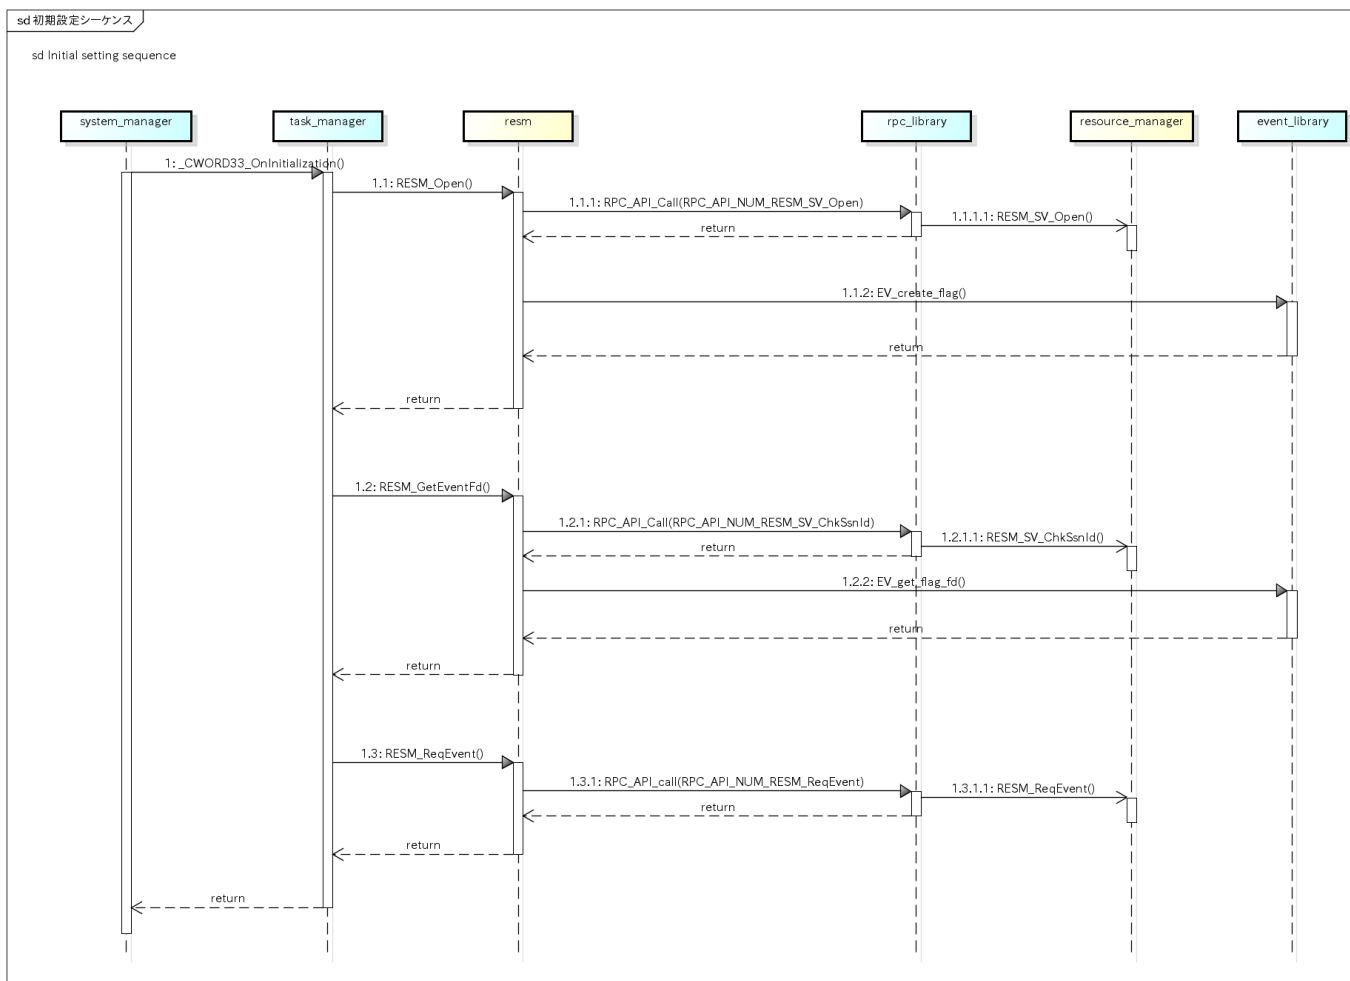 sd 初期設定シーケンス
sd Initial setting sequence
system_manager
task_manager
resm
rpc_library
resource_manager
event_library
1: _CWORD33_OnInitialization()
1.1: RESM_Open()
1.1.1: RPC_API_Call(RPC_API_NUM_RESM_SV_Open)
1.1.1.1: RESM_SV_Open()
return
1.1.2: EV_create_flag()
return
return
1.2: RESM_GetEventFd()
1.2.1: RPC_API_Call(RPC_API_NUM_RESM_SV_ChkSsnId)
1.2.1.1: RESM_SV_ChkSsnId()
return
1.2.2: EV_get_flag_fd()
return
return
1.3: RESM_ReqEvent()
1.3.1: RPC_API_call(RPC_API_NUM_RESM_ReqEvent)
1.3.1.1: RESM_ReqEvent()
return
return
return